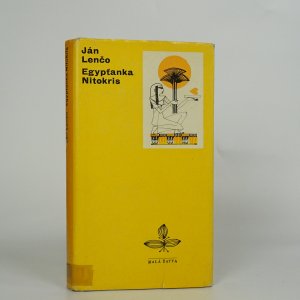 Ján
Lenčo
Egypťanka
Nitokris
MALÁ ŽATVA